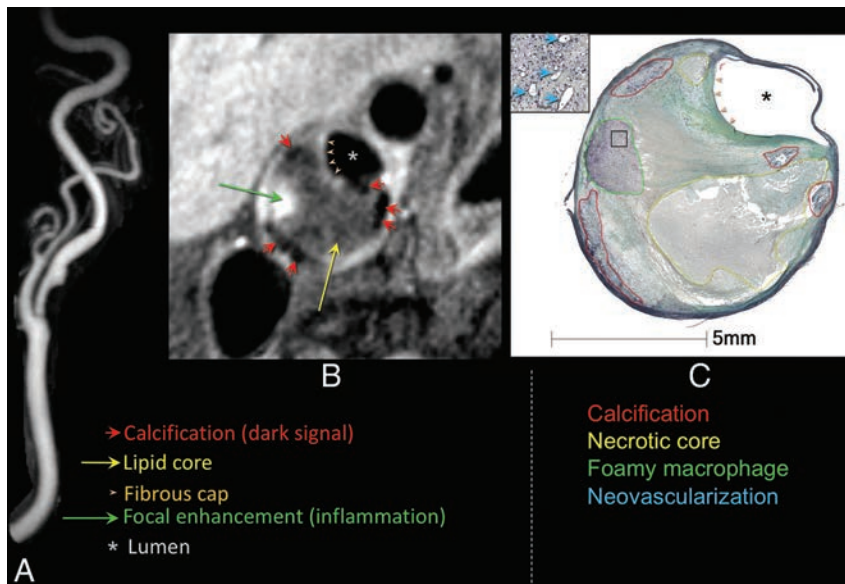 *
*
5mm
B
C
Calcification (dark signal)
Lipid core
Fibrous cap
Focal enhancement (inflammation)
* Lumen
Calcification
Necrotic core
Foamy macrophage
Neovascularization
A